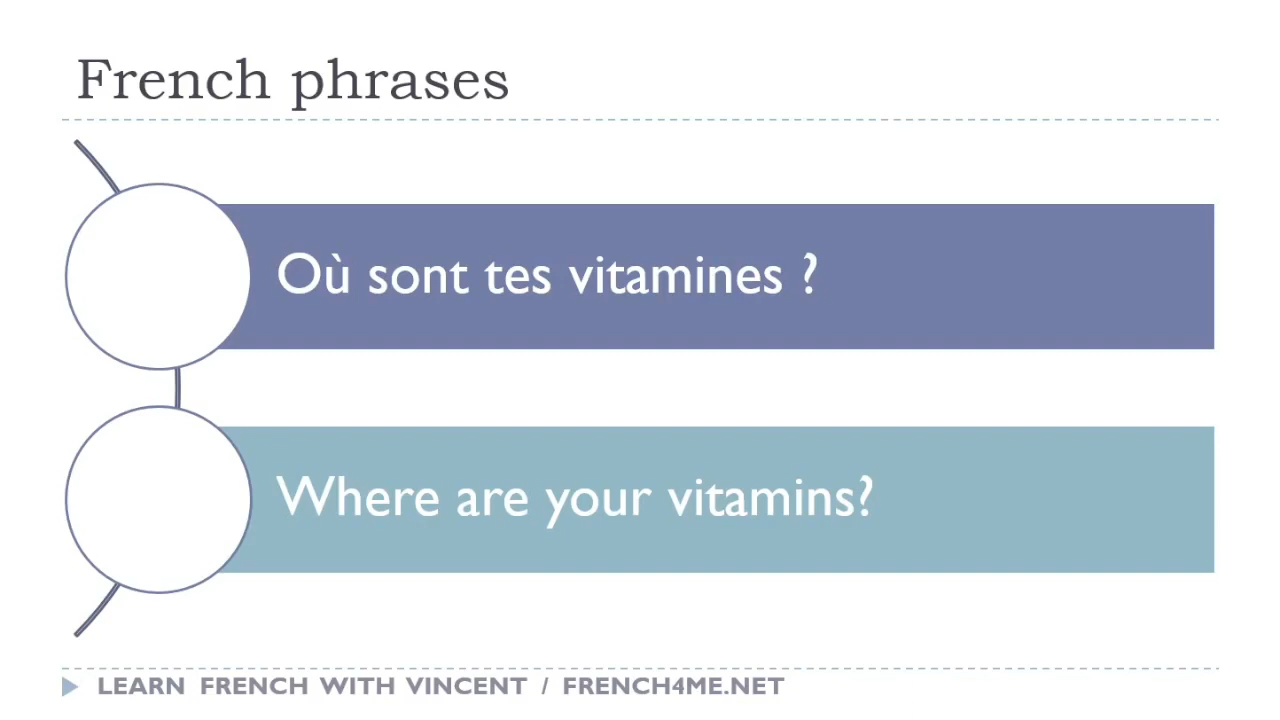 French phrases
Où sont tes vitamines ?
Where are your vitamins?
LEARN FRENCH WITH VINCENT / FRENCH4ME.NET